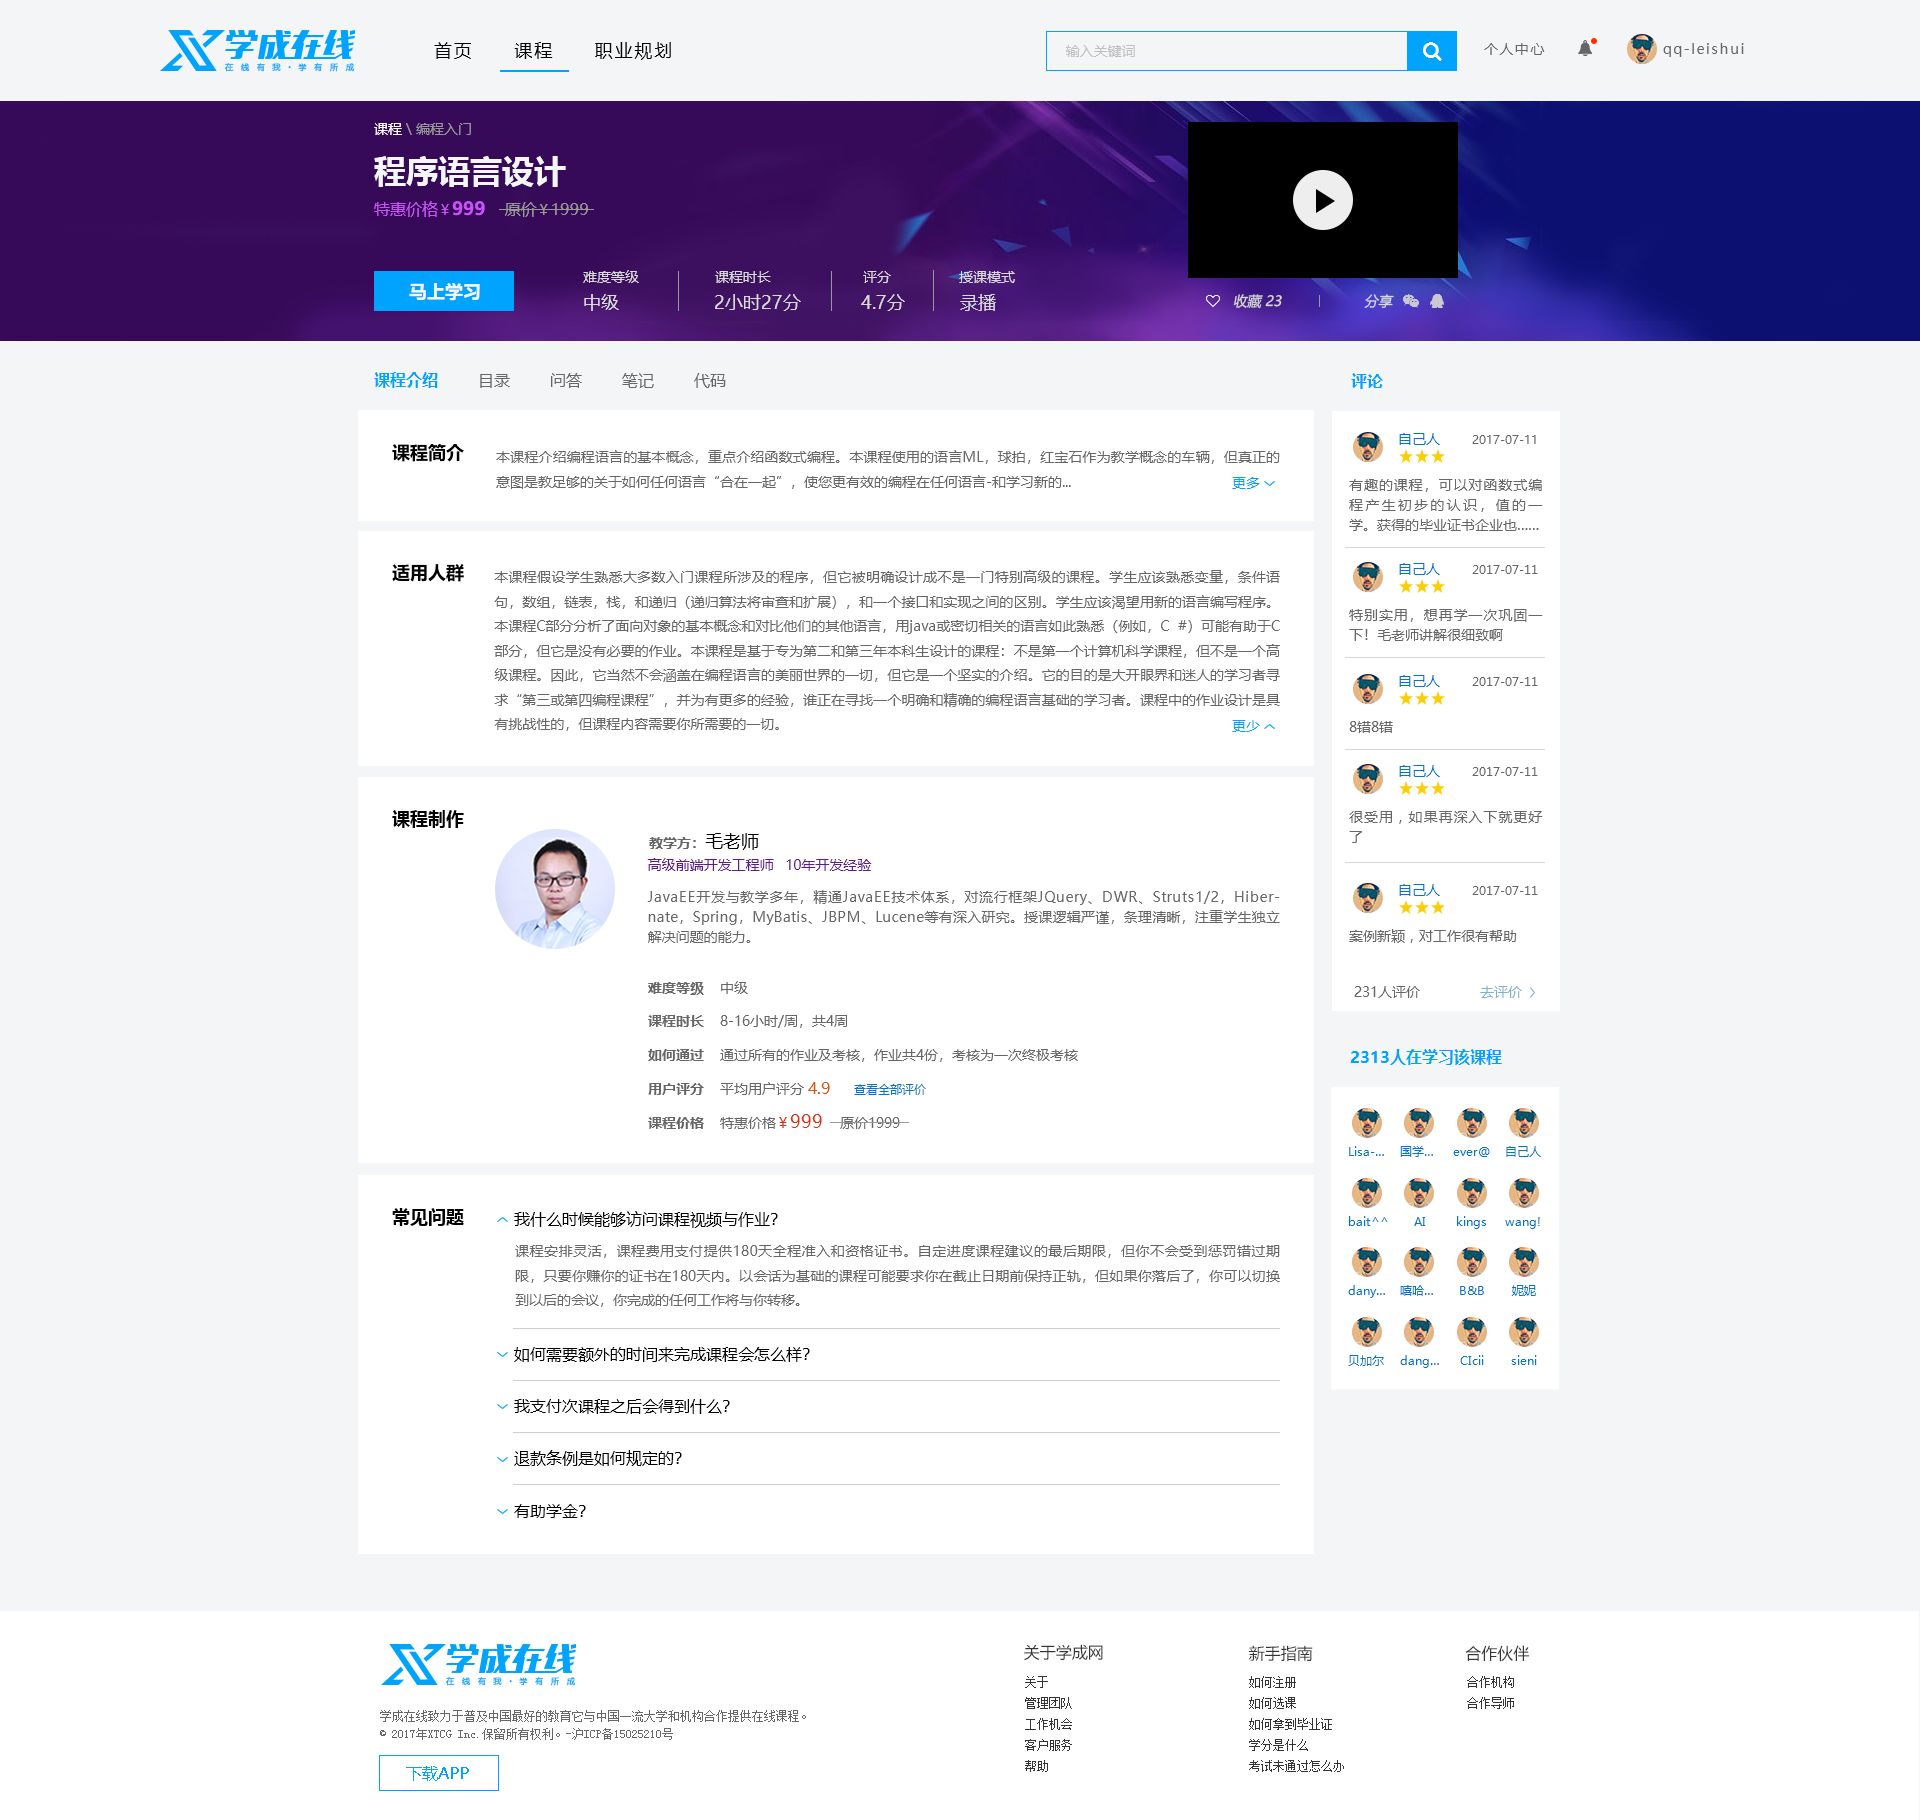 学成在线
在线有我·学有所成
首页 课程 职业规划
输入关键词
个人中心
qq-leishui
课程 \ 编程入门
程序语言设计
特惠价格￥999 原价￥1999
马上学习
难度等级 课程时长 评分 授课模式
中级 2小时27分 4.7分 录播
收藏 23 | 分享
课程介绍 目录 问答 笔记 代码
课程简介
本课程介绍编程语言的基本概念，重点介绍函数式编程。本课程使用的语言ML，球拍，红宝石作为教学概念的车辆，但真正的
意图是教足够的关于如何任何语言“合在一起”，使您更有效的编程在任何语言-和学习新的...
更多
适用人群
本课程假设学生熟悉大多数入门课程所涉及的程序，但它被明确设计成不是一门特别高级的课程。学生应该熟悉变量，条件语
句，数组，链表，栈，和递归（递归算法将审查和扩展），和一个接口和实现之间的区别。学生应该渴望用新的语言编写程序。
本课程C部分分析了面向对象的基本概念和对比他们的其他语言，用java或密切相关的语言如此熟悉（例如，C #）可能有助于C
部分，但它是没有必要的作业。本课程是基于专为第二和第三年本科生设计的课程：不是第一个计算机科学课程，但不是一个高
级课程。因此，它当然不会涵盖在编程语言的美丽世界的一切，但它是一个坚实的介绍。它的目的是大开眼界和迷人的学习者寻
求“第三或第四编程课程”，并为有更多的经验，谁正在寻找一个明确和精确的编程语言基础的学习者。课程中的作业设计是具
有挑战性的，但课程内容需要你所需要的一切。
更少
课程制作
教学方：毛老师
高级前端开发工程师 10年开发经验
JavaEE开发与教学多年，精通JavaEE技术体系，对流行框架JQuery、DWR、Struts1/2，Hiber-
nate，Spring，MyBatis、JBPM、Lucene等有深入研究。授课逻辑严谨，条理清晰，注重学生独立
解决问题的能力。
难度等级 中级
课程时长 8-16小时/周，共4周
如何通过 通过所有的作业及考核，作业共4份，考核为一次终极考核
用户评分 平均用户评分 4.9 查看全部评价
课程价格 特惠价格￥999 原价1999
常见问题
我什么时候能够访问课程视频与作业？
课程安排灵活，课程费用支付提供180天全程准入和资格证书。自定进度课程建议的最后期限，但你不会受到惩罚错过期
限，只要你赚你的证书在180天内。以会话为基础的课程可能要求你在截止日期前保持正轨，但如果你落后了，你可以切换
到以后的会议，你完成的任何工作将与你转移。
如何需要额外的时间来完成课程会怎么样？
我支付次课程之后会得到什么？
退款条例是如何规定的？
有助学金？
评论
自己人 2017-07-11
有趣的课程，可以对函数式编
程产生初步的认识，值的一
学。获得的毕业证书企业也……
自己人 2017-07-11
特别实用，想再学一次巩固一
下！毛老师讲解很细致啊
自己人 2017-07-11
8错8错
自己人 2017-07-11
很受用，如果再深入下就更好
了
自己人 2017-07-11
案例新颖，对工作很有帮助
231人评价 去评价
2313人在学习该课程
Lisa-... 国学... ever@ 自己人
bait^^ AI kings wang!
dany... 嘻哈... B&B 妮妮
贝加尔 dang... CIcii sieni
学成在线
在线有我·学有所成
学成在线致力于普及中国最好的教育它与中国一流大学和机构合作提供在线课程。
© 2017年XTCG Inc.保留所有权利。-沪ICP备15025210号
下载APP
关于学成网
关于
管理团队
工作机会
客户服务
帮助
新手指南
如何注册
如何选课
如何拿到毕业证
学分是什么
考试未通过怎么办
合作伙伴
合作机构
合作导师